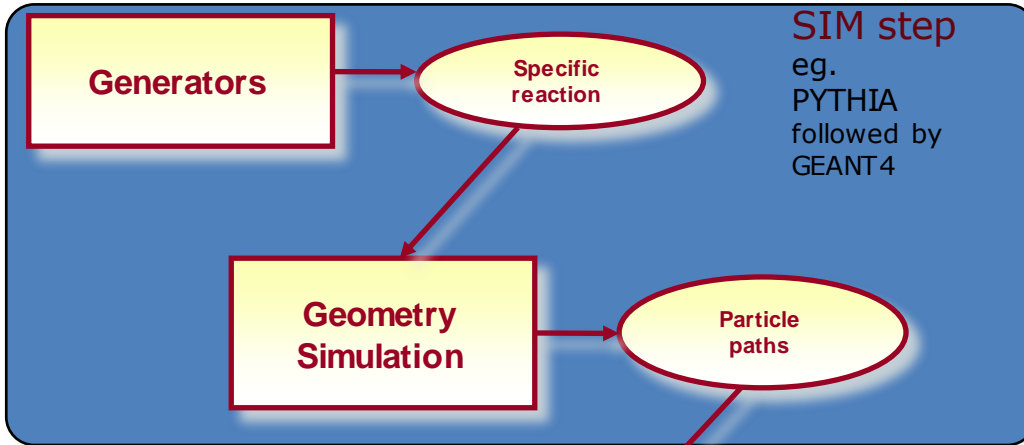 Generators
Specific
reaction
SIM step
eg.
PYTHIA
followed by
GEANT4
Geometry
Simulation
Particle
paths